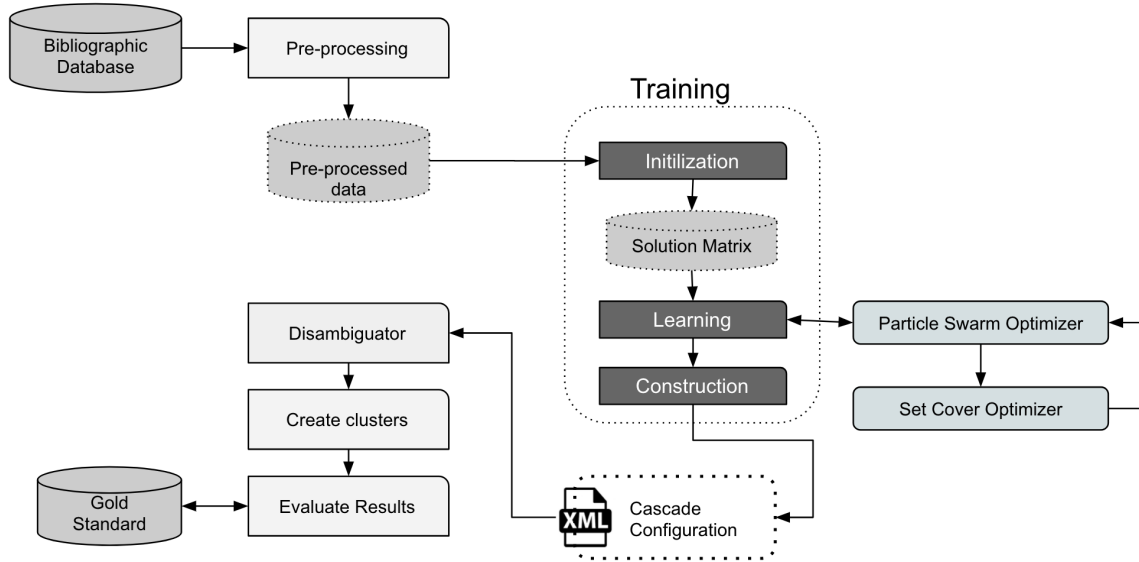 Bibliographic
Database
Pre-processing
Training
Pre-processed
data
Initilization
Solution Matrix
Learning
Particle Swarm Optimizer
Construction
Set Cover Optimizer
Disambiguator
Create clusters
Evaluate Results
Gold
Standard
XML
Cascade
Configuration